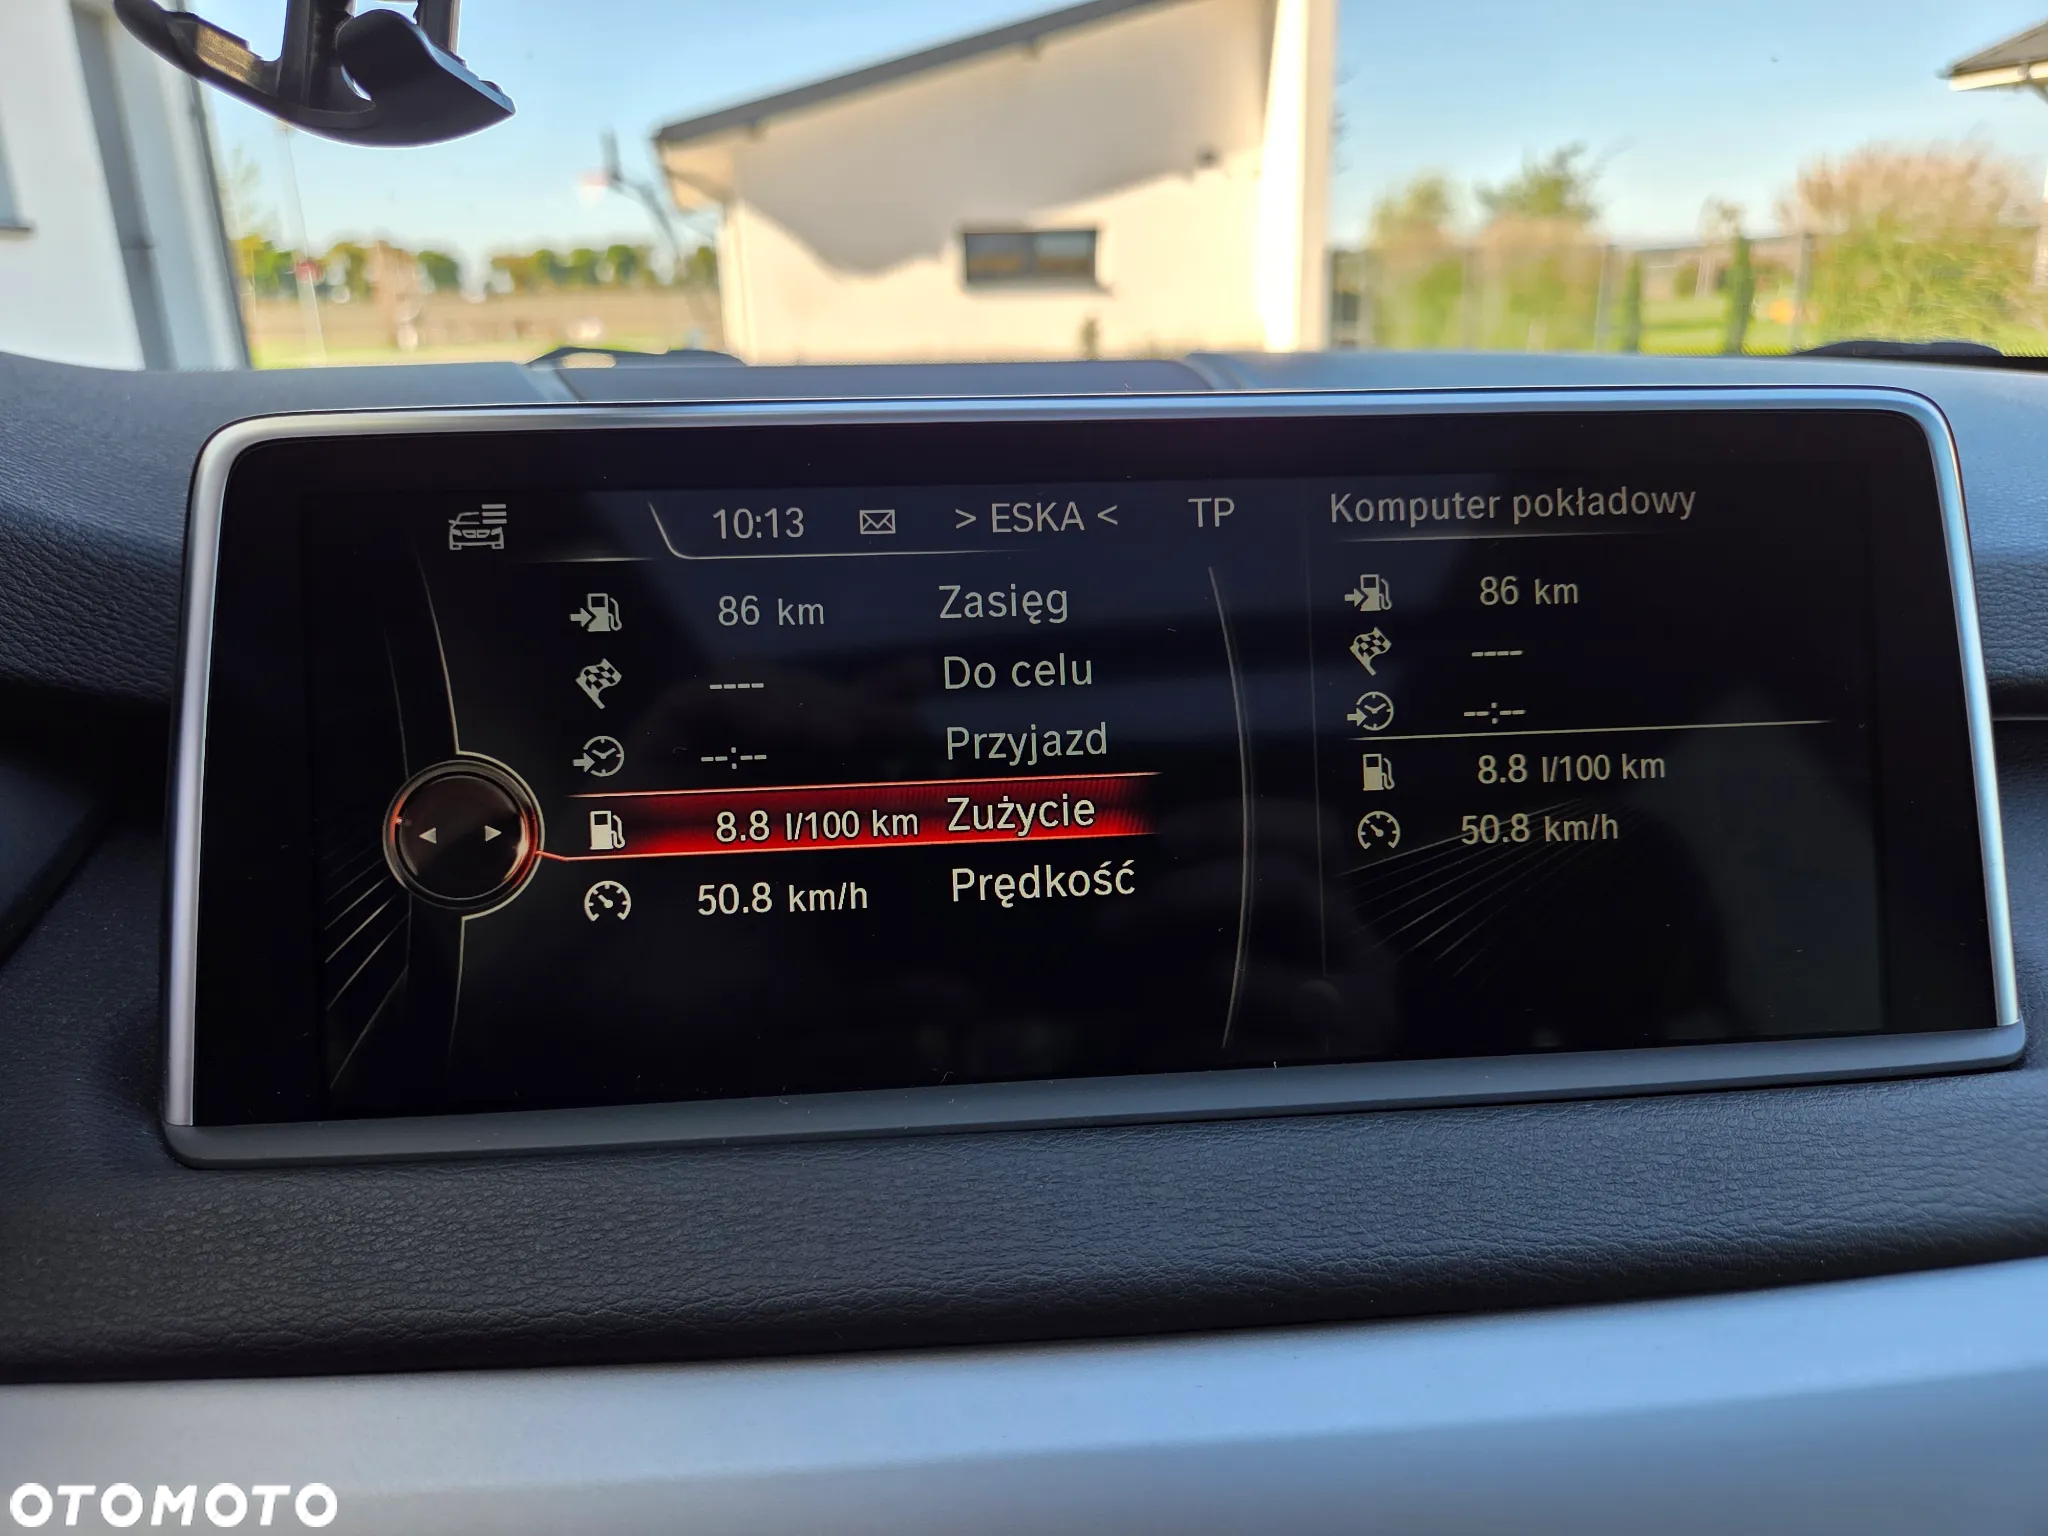 10:13 > ESKA < TP
86 km Zasięg
---- Do celu
--:-- Przyjazd
8.8 l/100 km Zużycie
50.8 km/h Prędkość
Komputer pokładowy
86 km
----
--:--
8.8 l/100 km
50.8 km/h
OTOMOTO